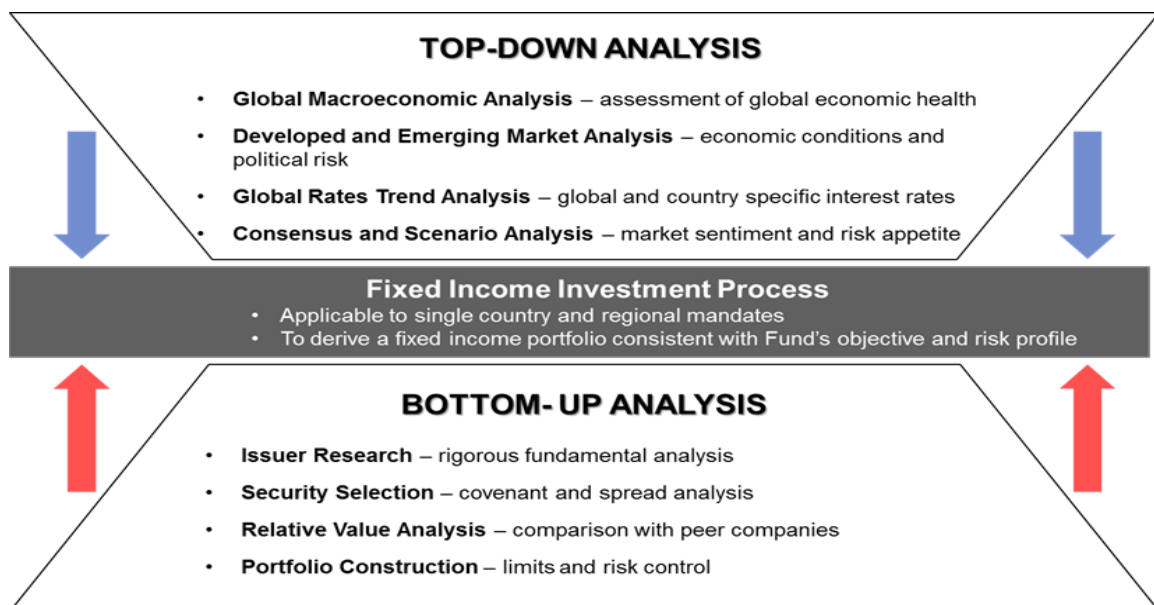 TOP-DOWN ANALYSIS
• Global Macroeconomic Analysis – assessment of global economic health
• Developed and Emerging Market Analysis – economic conditions and
political risk
• Global Rates Trend Analysis – global and country specific interest rates
• Consensus and Scenario Analysis – market sentiment and risk appetite
Fixed Income Investment Process
• Applicable to single country and regional mandates
• To derive a fixed income portfolio consistent with Fund's objective and risk profile
BOTTOM- UP ANALYSIS
• Issuer Research – rigorous fundamental analysis
• Security Selection – covenant and spread analysis
• Relative Value Analysis – comparison with peer companies
• Portfolio Construction – limits and risk control